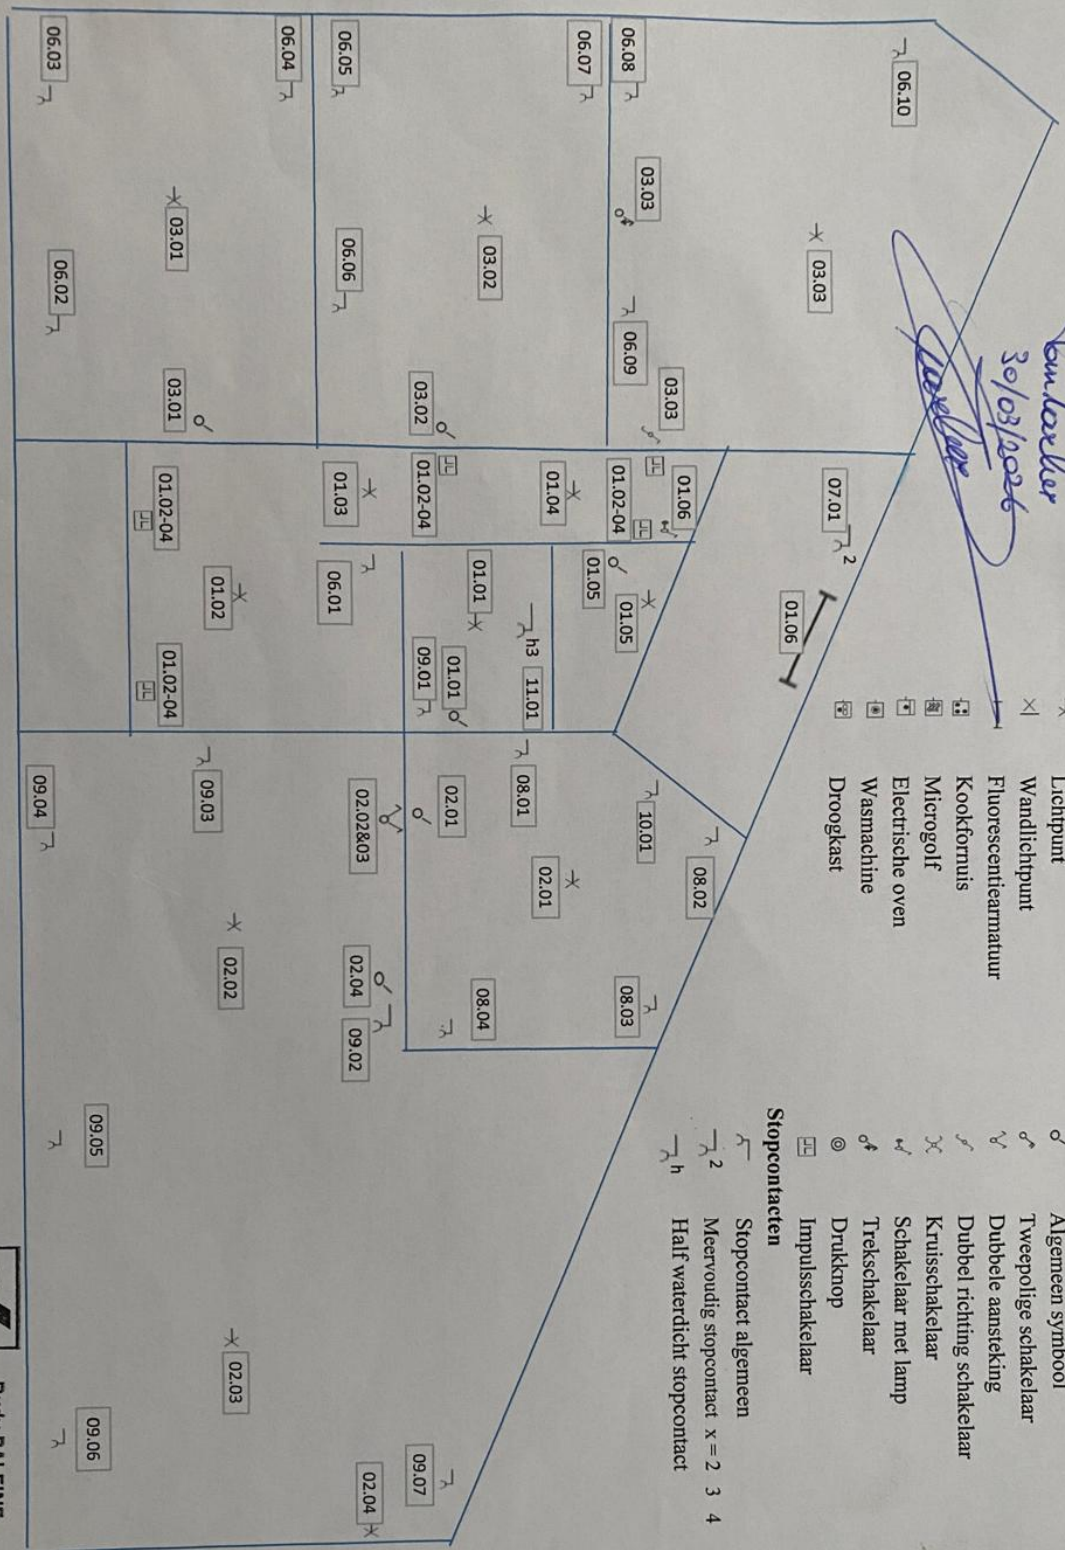 Lichtpunt
Wandlichtpunt
Fluorescentiearmatuur
Kookfornuis
Microgolf
Electrische oven
Wasmachine
Droogkast
Algemeen symbool
Tweepolige schakelaar
Dubbele aansteking
Dubbel richting schakelaar
Kruisschakelaar
Schakelaar met lamp
Trekschakelaar
Drukknop
Impulsschakelaar
Stopcontacten
Stopcontact algemeen
2 Meervoudig stopcontact x = 2 3 4
h Half waterdicht stopcontact
30/03/2026
06.10
03.03
07.01 2
01.06
06.08
03.03
06.09
03.03
01.06
01.02-04
01.05
01.05
10.01
08.02
08.03
06.07
01.04
h3 11.01
08.01
02.01
03.02
01.01
01.01
09.01
02.01
08.04
06.05
06.06
03.02
01.02-04
01.03
06.01
02.02&03
02.04
09.02
09.07
02.04
06.04
03.01
03.01
01.02-04
01.02
01.02-04
09.03
02.02
02.03
06.03
06.02
09.04
09.05
09.06